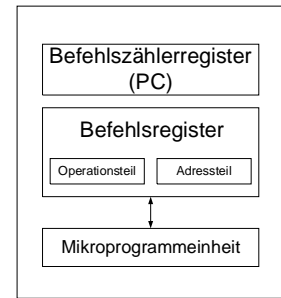 Befehlszählerregister
(PC)
Befehlsregister
Operationsteil
Adressteil
Mikroprogrammeinheit